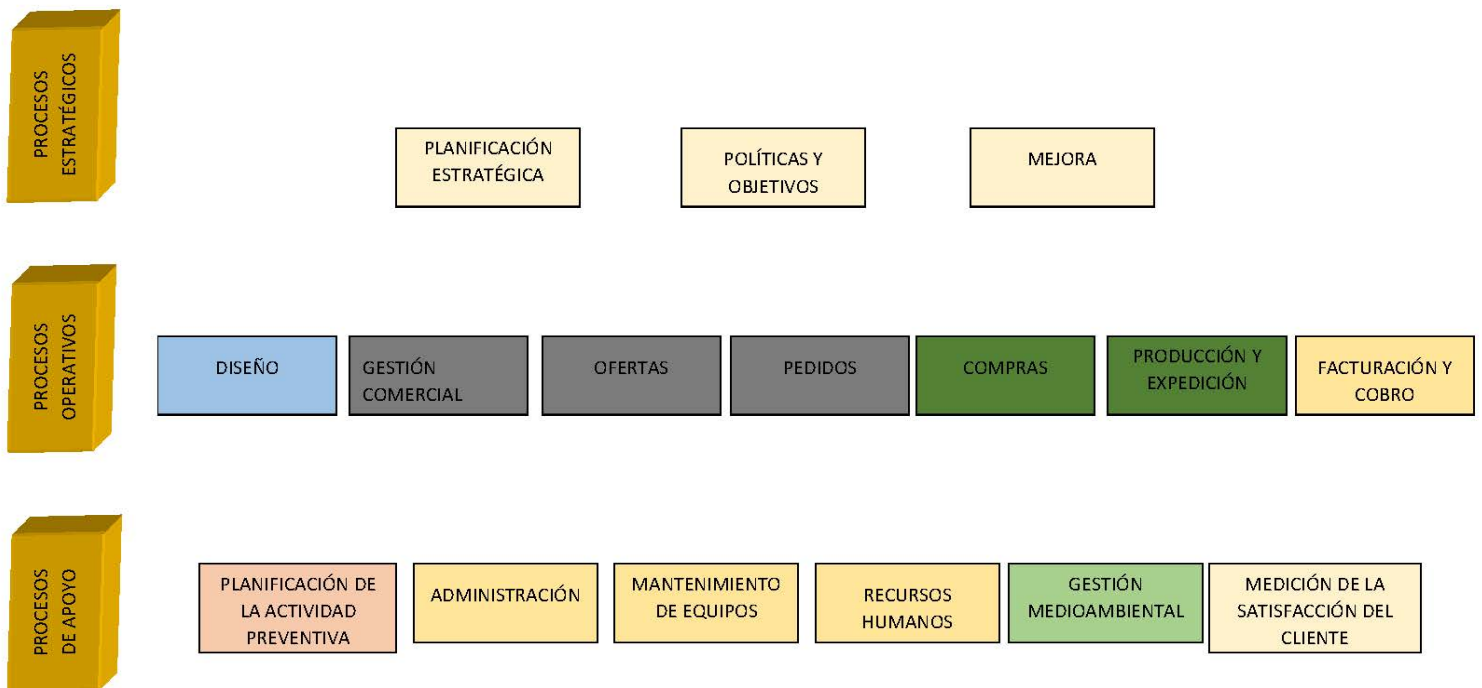 PROCESOS
ESTRATÉGICOS
PLANIFICACIÓN
ESTRATÉGICA
POLÍTICAS Y
OBJETIVOS
MEJORA
PROCESOS
OPERATIVOS
DISEÑO
GESTIÓN
COMERCIAL
OFERTAS
PEDIDOS
COMPRAS
PRODUCCIÓN Y
EXPEDICIÓN
FACTURACIÓN Y
COBRO
PROCESOS
DE APOYO
PLANIFICACIÓN DE
LA ACTIVIDAD
PREVENTIVA
ADMINISTRACIÓN
MANTENIMIENTO
DE EQUIPOS
RECURSOS
HUMANOS
GESTIÓN
MEDIOAMBIENTAL
MEDICIÓN DE LA
SATISFACCIÓN DEL
CLIENTE